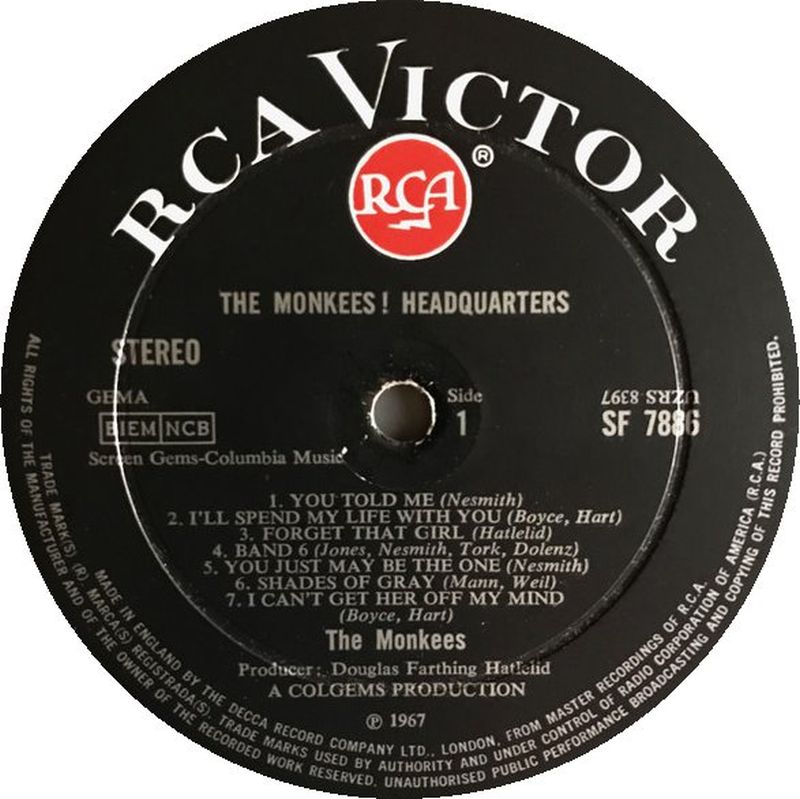 RCA VICTOR
RCA ®
THE MONKEES! HEADQUARTERS
STEREO
GEMA
BIEM NCB
Screen Gems-Columbia Music
Side
1
UZRS 8397
SF 7886
1. YOU TOLD ME (Nesmith)
2. I'LL SPEND MY LIFE WITH YOU (Boyce, Hart)
3. FORGET THAT GIRL (Hatlelid)
4. BAND 6 (Jones, Nesmith, Tork, Dolenz)
5. YOU JUST MAY BE THE ONE (Nesmith)
6. SHADES OF GRAY (Mann, Weil)
7. I CAN'T GET HER OFF MY MIND
(Boyce, Hart)
The Monkees
Producer: Douglas Farthing Hatlelid
A COLGEMS PRODUCTION
℗ 1967
MADE IN ENGLAND BY THE DECCA RECORD COMPANY LTD., LONDON, FROM MASTER RECORDINGS OF R.C.A.
TRADE MARK(S) (R) MARCA(S) REGISTRADA(S). TRADE MARKS USED BY AUTHORITY AND UNDER CONTROL OF RADIO CORPORATION OF AMERICA (R.C.A.)
ALL RIGHTS OF THE MANUFACTURER AND OF THE OWNER OF THE RECORDED WORK RESERVED. UNAUTHORISED PUBLIC PERFORMANCE BROADCASTING AND COPYING OF THIS RECORD PROHIBITED.